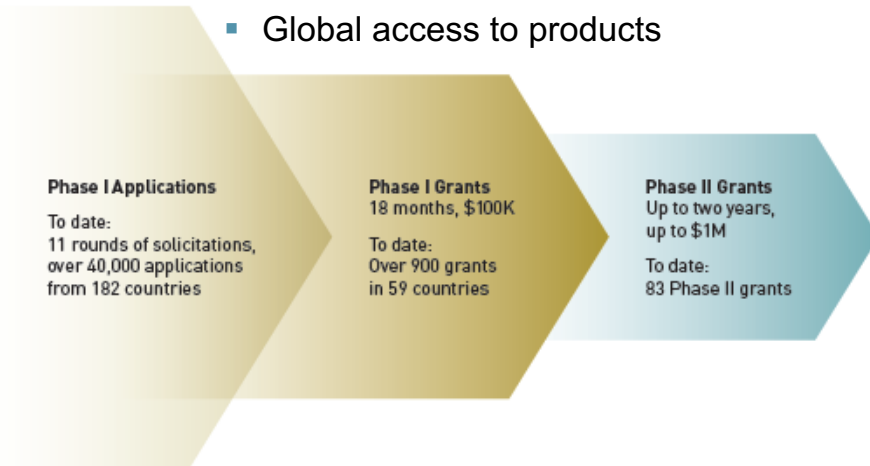 ▪ Global access to products
Phase I Applications
To date:
11 rounds of solicitations,
over 40,000 applications
from 182 countries
Phase I Grants
18 months, $100K
To date:
Over 900 grants
in 59 countries
Phase II Grants
Up to two years,
up to $1M
To date:
83 Phase II grants